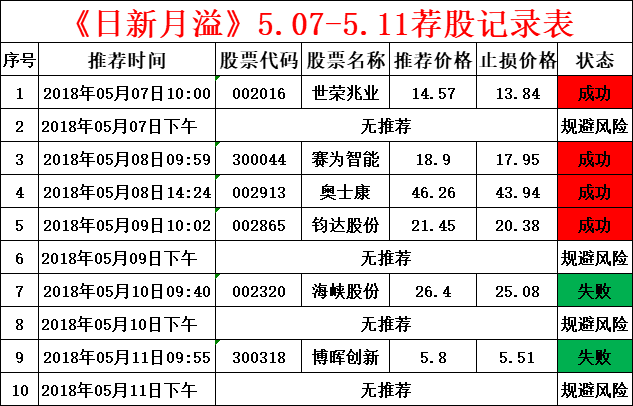 《日新月溢》5.07-5.11荐股记录表
序号 推荐时间 股票代码 股票名称 推荐价格 止损价格 状态
1 2018年05月07日10:00 002016 世荣兆业 14.57 13.84 成功
2 2018年05月07日下午 无推荐 规避风险
3 2018年05月08日09:59 300044 赛为智能 18.9 17.95 成功
4 2018年05月08日14:24 002913 奥士康 46.26 43.94 成功
5 2018年05月09日10:02 002865 钧达股份 21.45 20.38 成功
6 2018年05月09日下午 无推荐 规避风险
7 2018年05月10日09:40 002320 海峡股份 26.4 25.08 失败
8 2018年05月10日下午 无推荐 规避风险
9 2018年05月11日09:55 300318 博晖创新 5.8 5.51 失败
10 2018年05月11日下午 无推荐 规避风险